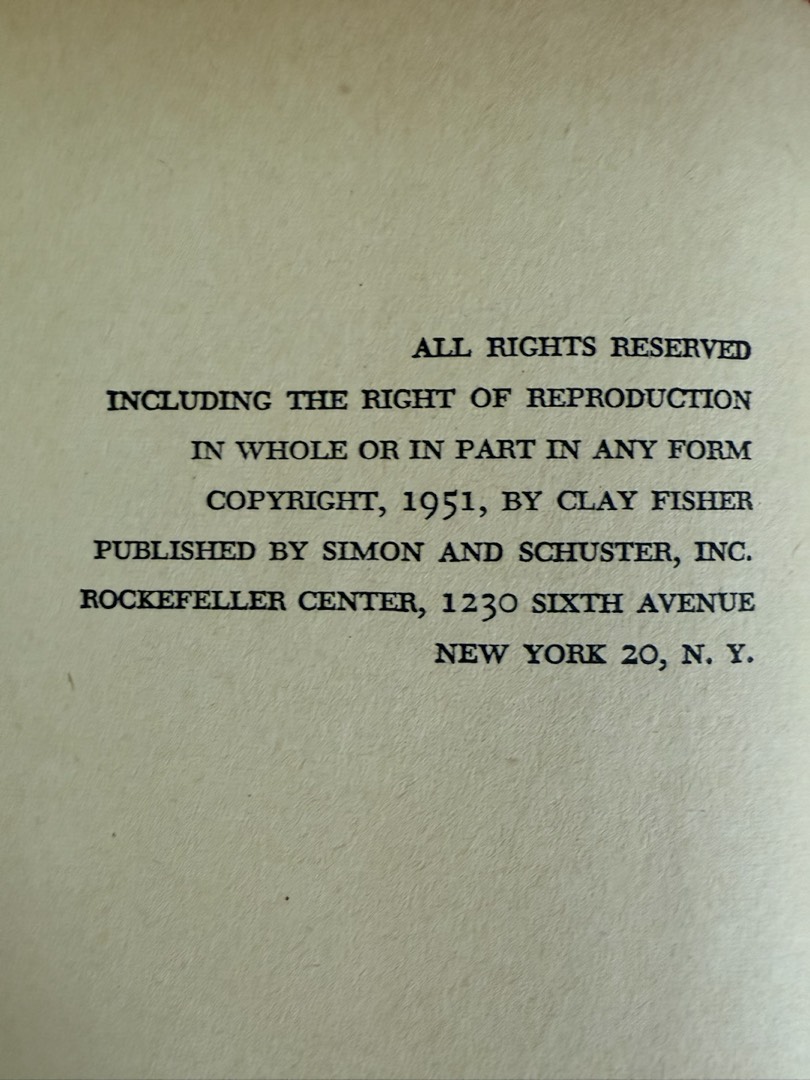 ALL RIGHTS RESERVED
INCLUDING THE RIGHT OF REPRODUCTION
IN WHOLE OR IN PART IN ANY FORM
COPYRIGHT, 1951, BY CLAY FISHER
PUBLISHED BY SIMON AND SCHUSTER, INC.
ROCKEFELLER CENTER, 1230 SIXTH AVENUE
NEW YORK 20, N. Y.